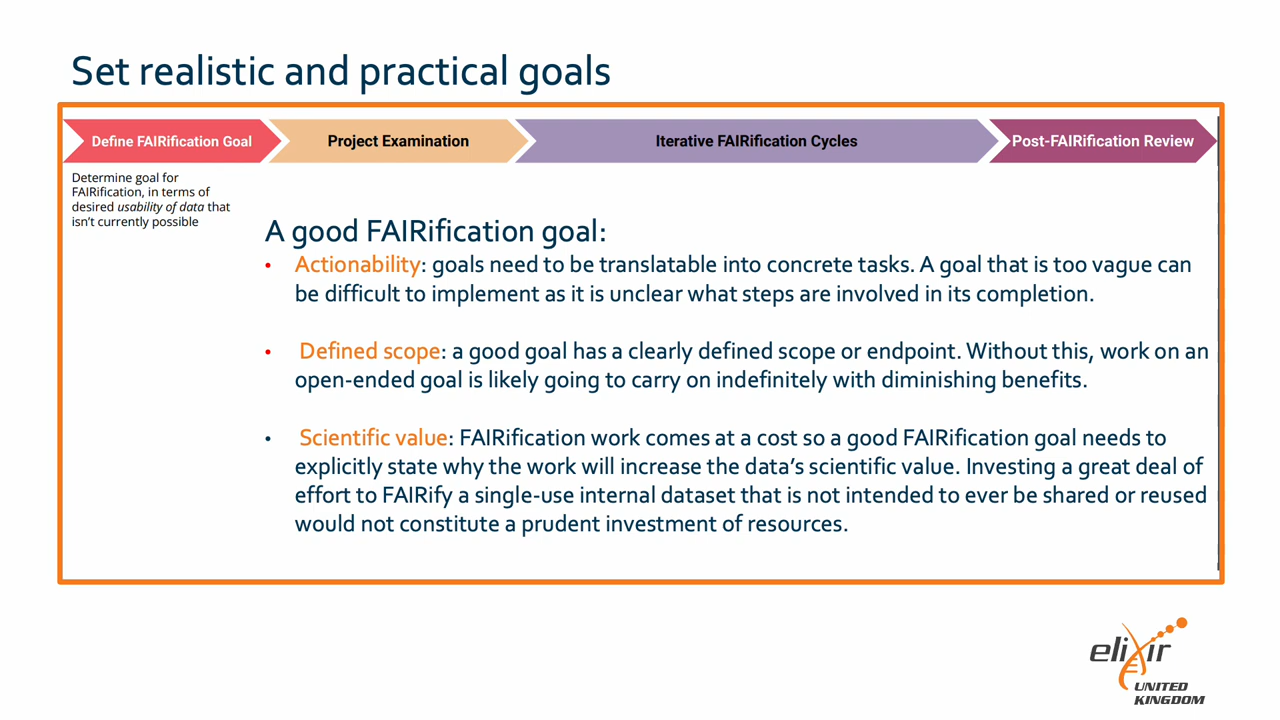 Set realistic and practical goals
Define FAIRification Goal
Project Examination
Iterative FAIRification Cycles
Post-FAIRification Review
Determine goal for
FAIRification, in terms of
desired usability of data that
isn't currently possible
A good FAIRification goal:
• Actionability: goals need to be translatable into concrete tasks. A goal that is too vague can
be difficult to implement as it is unclear what steps are involved in its completion.
• Defined scope: a good goal has a clearly defined scope or endpoint. Without this, work on an
open-ended goal is likely going to carry on indefinitely with diminishing benefits.
• Scientific value: FAIRification work comes at a cost so a good FAIRification goal needs to
explicitly state why the work will increase the data's scientific value. Investing a great deal of
effort to FAIRify a single-use internal dataset that is not intended to ever be shared or reused
would not constitute a prudent investment of resources.
elixir
UNITED
KINGDOM